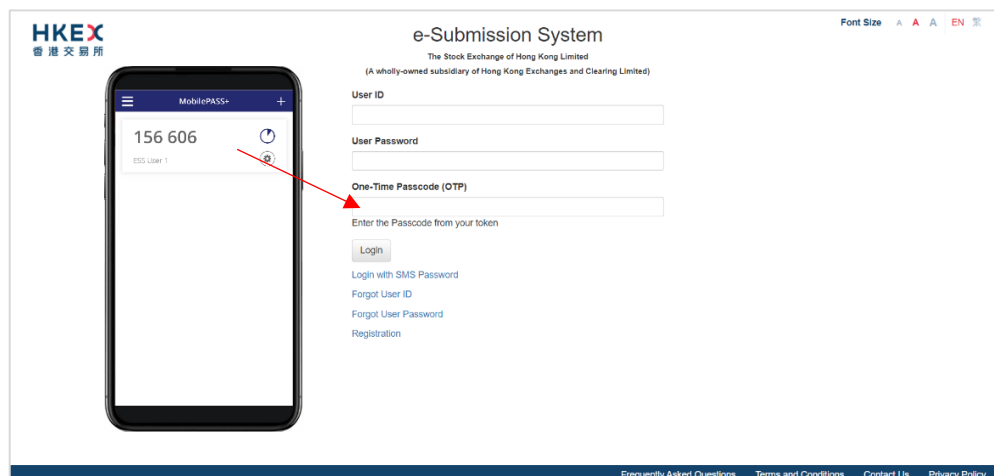 HKEX
香港交易所
Font Size A A A EN 繁
e-Submission System
The Stock Exchange of Hong Kong Limited
(A wholly-owned subsidiary of Hong Kong Exchanges and Clearing Limited)
MobilePASS+
156 606
ESS User 1
User ID
User Password
One-Time Passcode (OTP)
Enter the Passcode from your token
Login
Login with SMS Password
Forgot User ID
Forgot User Password
Registration
Frequently Asked Questions Terms and Conditions Contact Us Privacy Policy